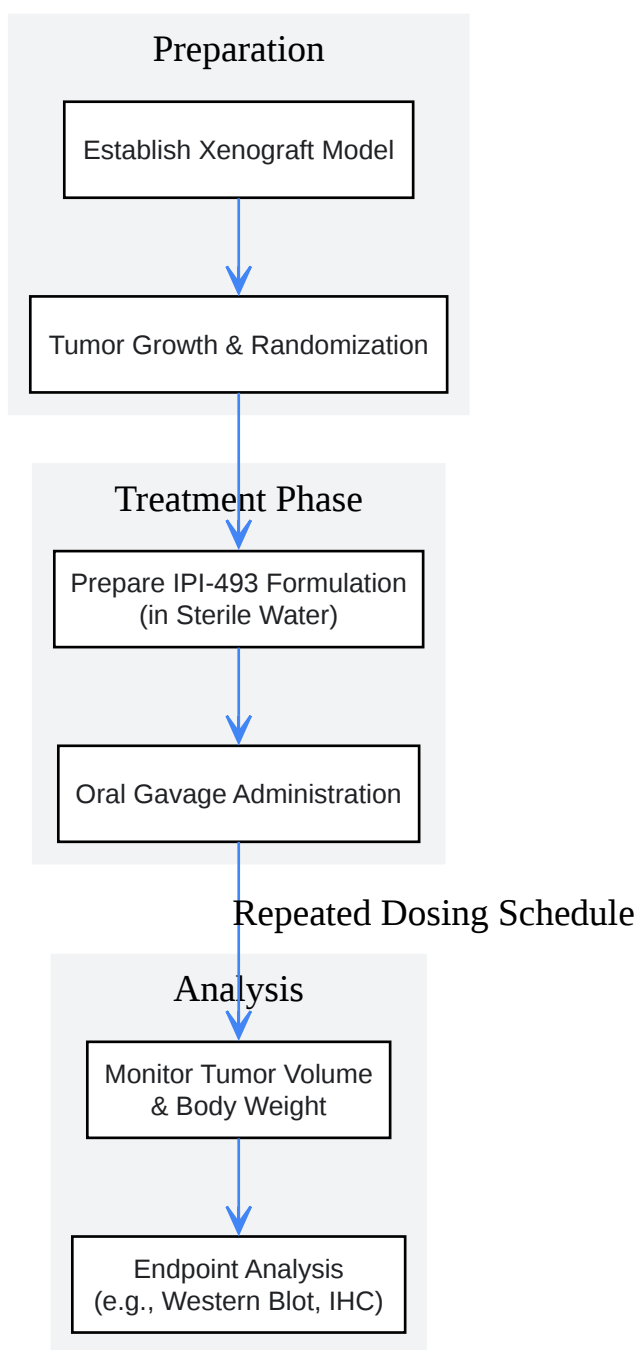 Preparation
Establish Xenograft Model
Tumor Growth & Randomization
Treatment Phase
Prepare IPI-493 Formulation
(in Sterile Water)
Oral Gavage Administration
Repeated Dosing Schedule
Analysis
Monitor Tumor Volume
& Body Weight
Endpoint Analysis
(e.g., Western Blot, IHC)